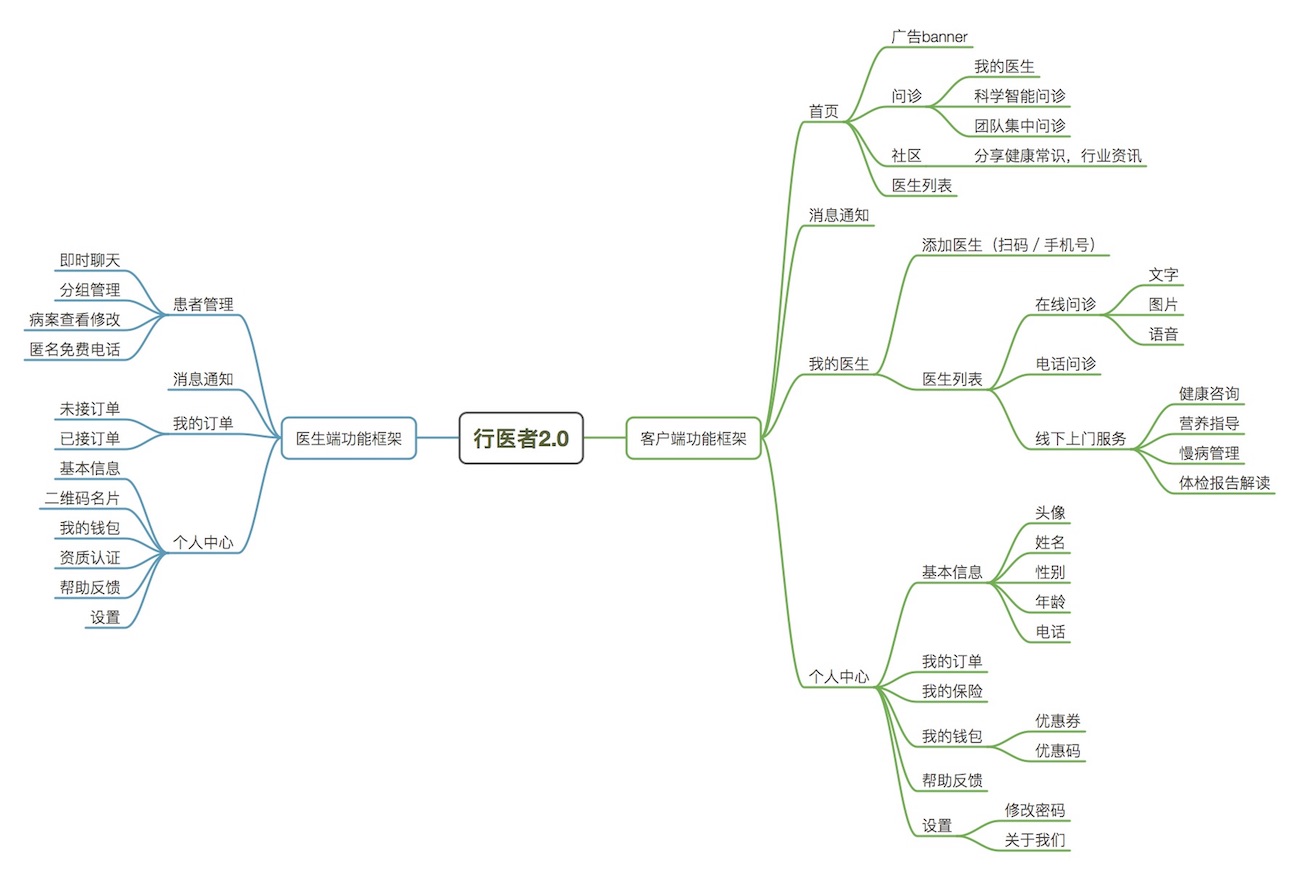 行医者2.0
医生端功能框架
患者管理
即时聊天
分组管理
病案查看修改
匿名免费电话
消息通知
我的订单
未接订单
已接订单
个人中心
基本信息
二维码名片
我的钱包
资质认证
帮助反馈
设置
客户端功能框架
首页
广告banner
问诊
我的医生
科学智能问诊
团队集中问诊
社区
分享健康常识，行业资讯
医生列表
消息通知
我的医生
添加医生（扫码 / 手机号）
医生列表
在线问诊
文字
图片
语音
电话问诊
线下上门服务
健康咨询
营养指导
慢病管理
体检报告解读
个人中心
基本信息
头像
姓名
性别
年龄
电话
我的订单
我的保险
我的钱包
优惠券
优惠码
帮助反馈
设置
修改密码
关于我们